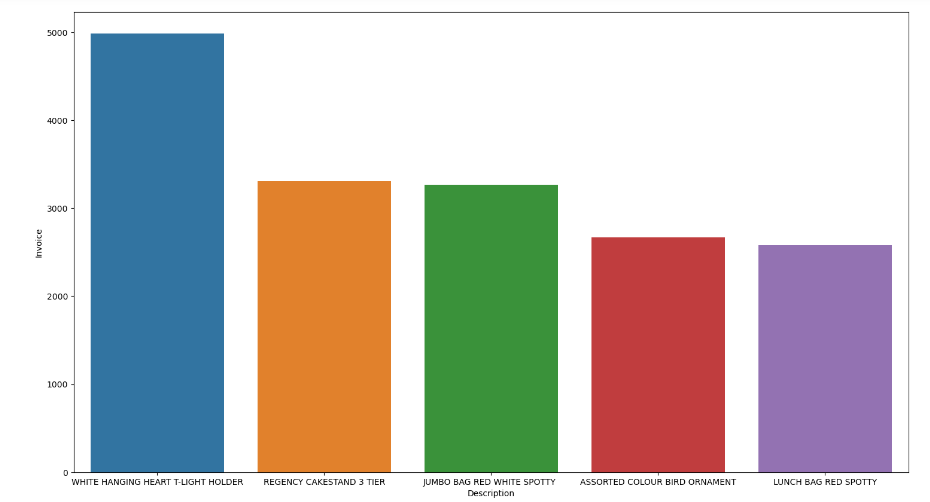 5000
4000
3000
2000
1000
0
Invoice
WHITE HANGING HEART T-LIGHT HOLDER REGENCY CAKESTAND 3 TIER JUMBO BAG RED WHITE SPOTTY ASSORTED COLOUR BIRD ORNAMENT LUNCH BAG RED SPOTTY
Description